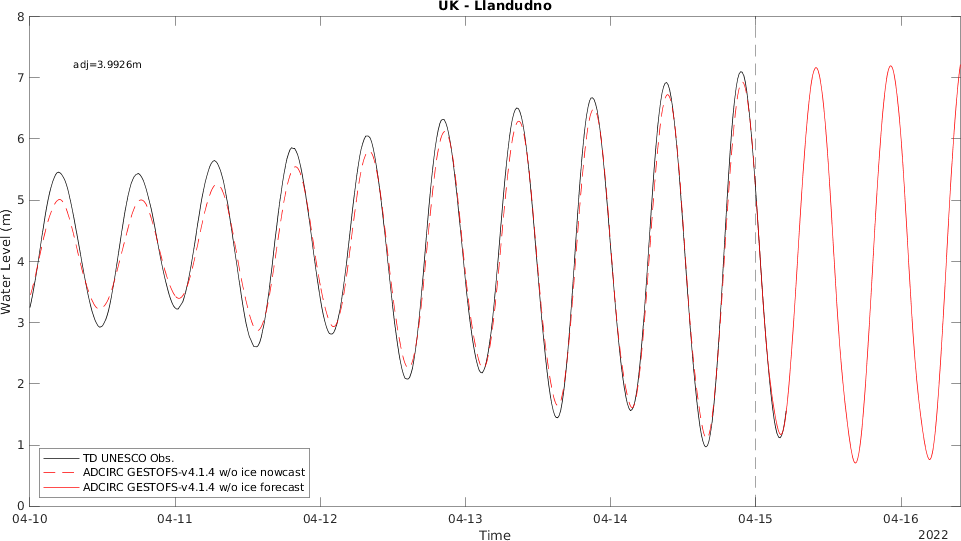 UK - Llandudno
8
adj=3.9926m
7
6
5
4
3
2
1
0
Water Level (m)
TD UNESCO Obs.
ADCIRC GESTOFS-v4.1.4 w/o ice nowcast
ADCIRC GESTOFS-v4.1.4 w/o ice forecast
04-10 04-11 04-12 04-13 04-14 04-15 04-16
Time
2022